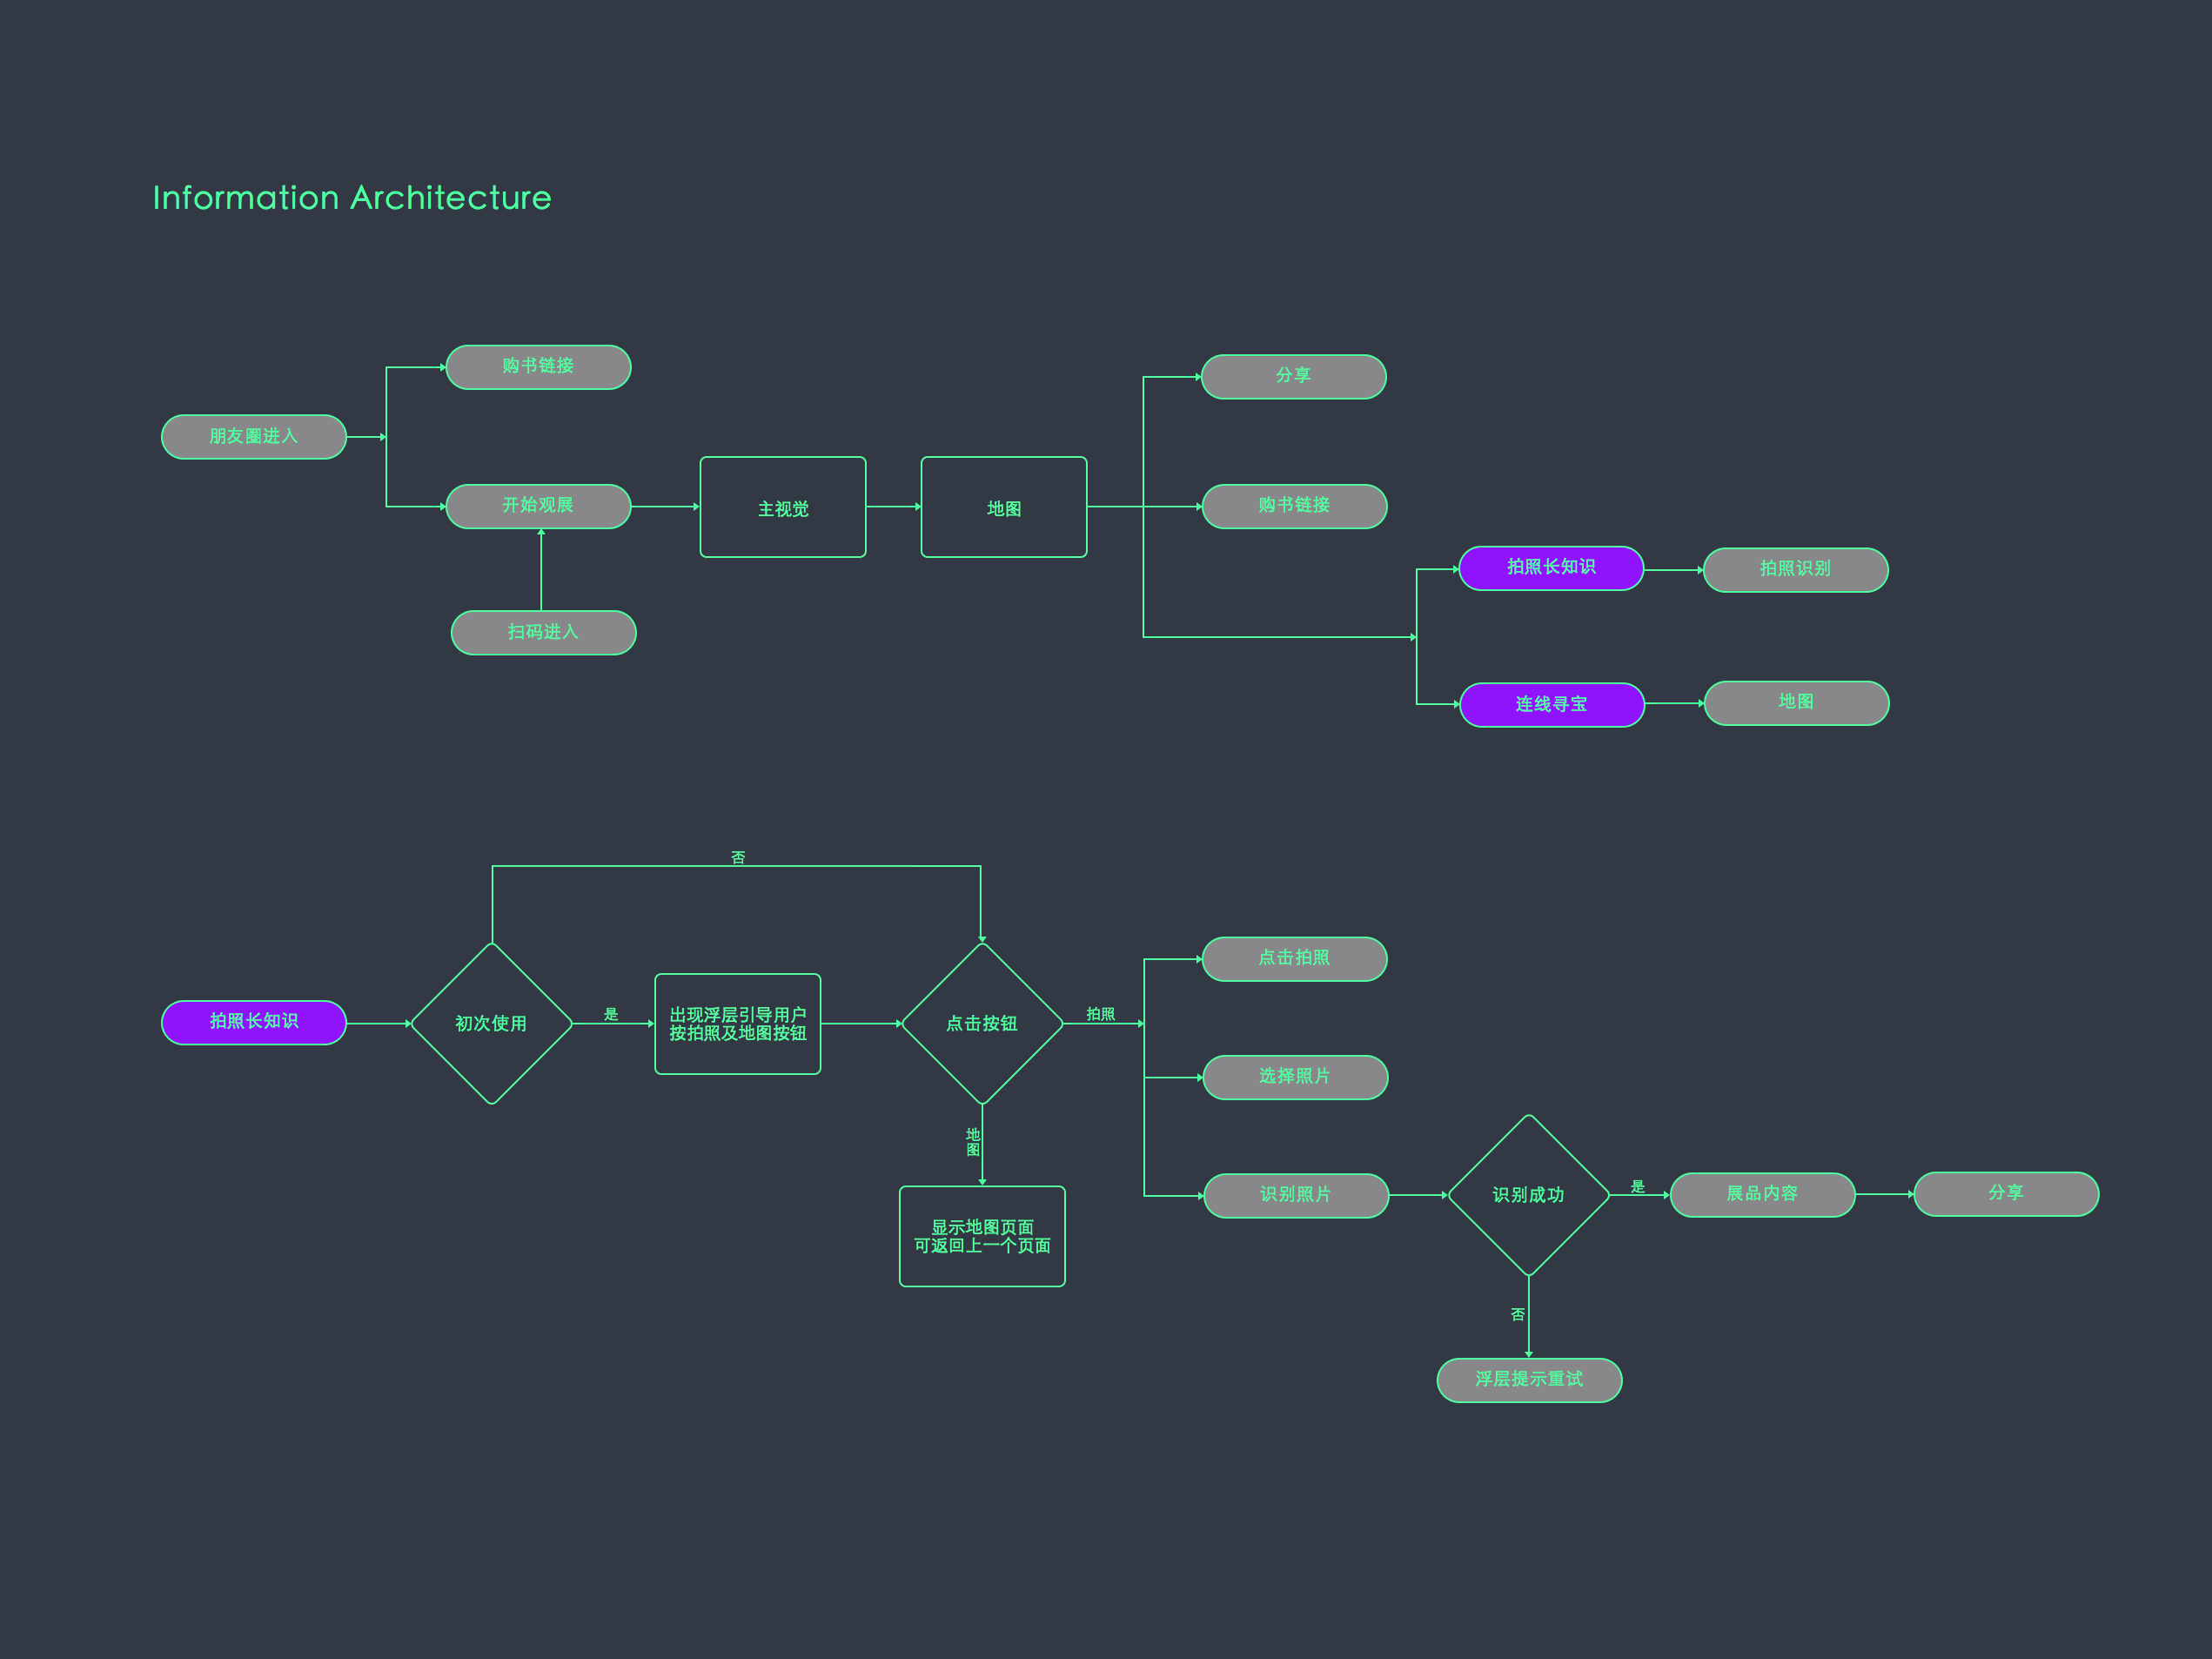 Information Architecture
购书链接
分享
朋友圈进入
开始观展
主视觉
地图
购书链接
拍照长知识
拍照识别
扫码进入
连线寻宝
地图
否
点击拍照
拍照长知识
初次使用
是
出现浮层引导用户
按拍照及地图按钮
点击按钮
拍照
选择照片
地
图
识别照片
识别成功
是
展品内容
分享
显示地图页面
可返回上一个页面
否
浮层提示重试